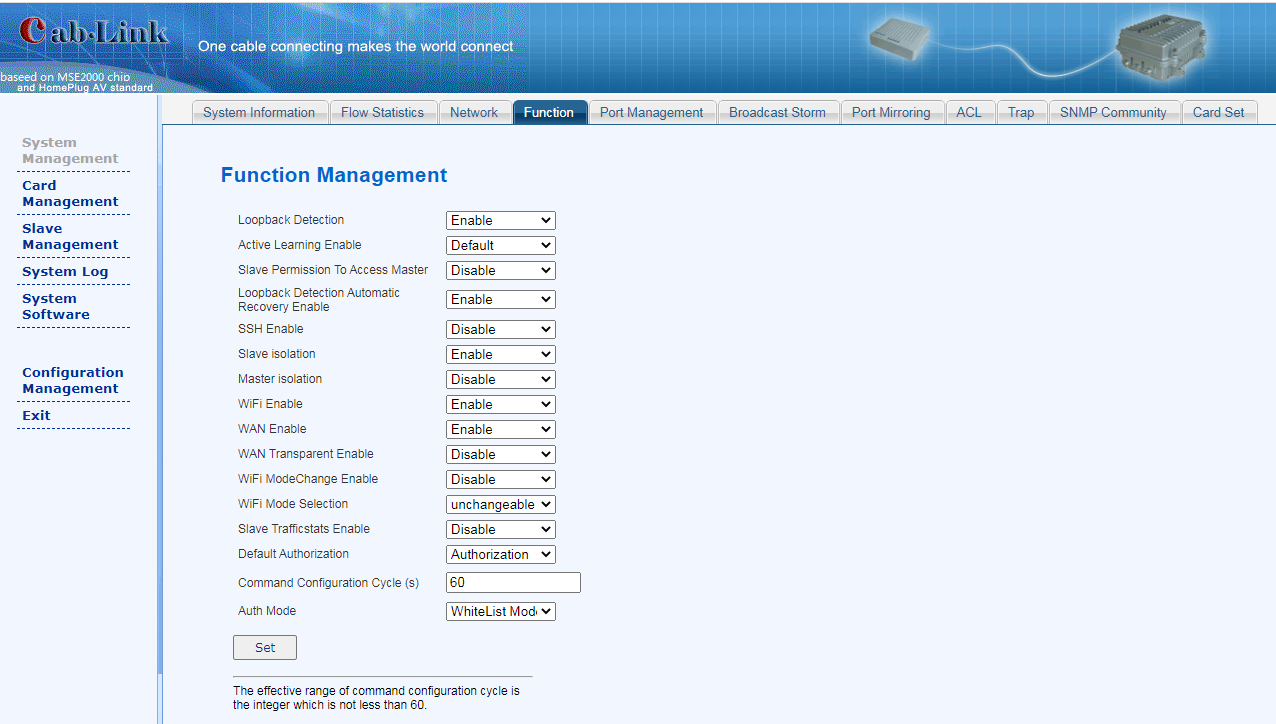 Cab·Link
One cable connecting makes the world connect
baseed on MSE2000 chip
and HomePlug AV standard
System Information Flow Statistics Network Function Port Management Broadcast Storm Port Mirroring ACL Trap SNMP Community Card Set
System
Management
Card
Management
Slave
Management
System Log
System
Software
Configuration
Management
Exit
Function Management
Loopback Detection Enable
Active Learning Enable Default
Slave Permission To Access Master Disable
Loopback Detection Automatic
Recovery Enable Enable
SSH Enable Disable
Slave isolation Enable
Master isolation Disable
WiFi Enable Enable
WAN Enable Enable
WAN Transparent Enable Disable
WiFi ModeChange Enable Disable
WiFi Mode Selection unchangeable
Slave Trafficstats Enable Disable
Default Authorization Authorization
Command Configuration Cycle (s) 60
Auth Mode WhiteList Mode
Set
The effective range of command configuration cycle is
the integer which is not less than 60.